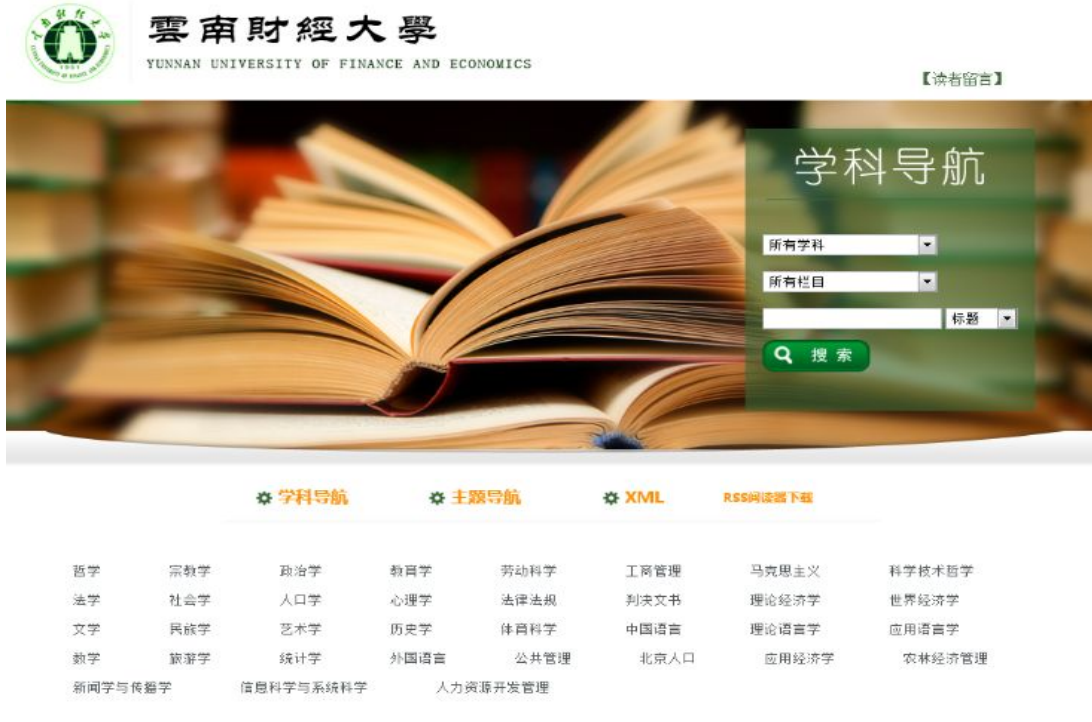 雲南財經大學
YUNNAN UNIVERSITY OF FINANCE AND ECONOMICS
【读者留言】
学科导航
所有学科
所有栏目
标题
搜 索
学科导航 主题导航 XML RSS阅读器下载
哲学 宗教学 政治学 教育学 劳动科学 工商管理 马克思主义 科学技术哲学
法学 社会学 人口学 心理学 法律法规 判决文书 理论经济学 世界经济学
文学 民族学 艺术学 历史学 体育科学 中国语言 理论语言学 应用语言学
数学 旅游学 统计学 外国语言 公共管理 北京人口 应用经济学 农林经济管理
新闻学与传播学 信息科学与系统科学 人力资源开发管理